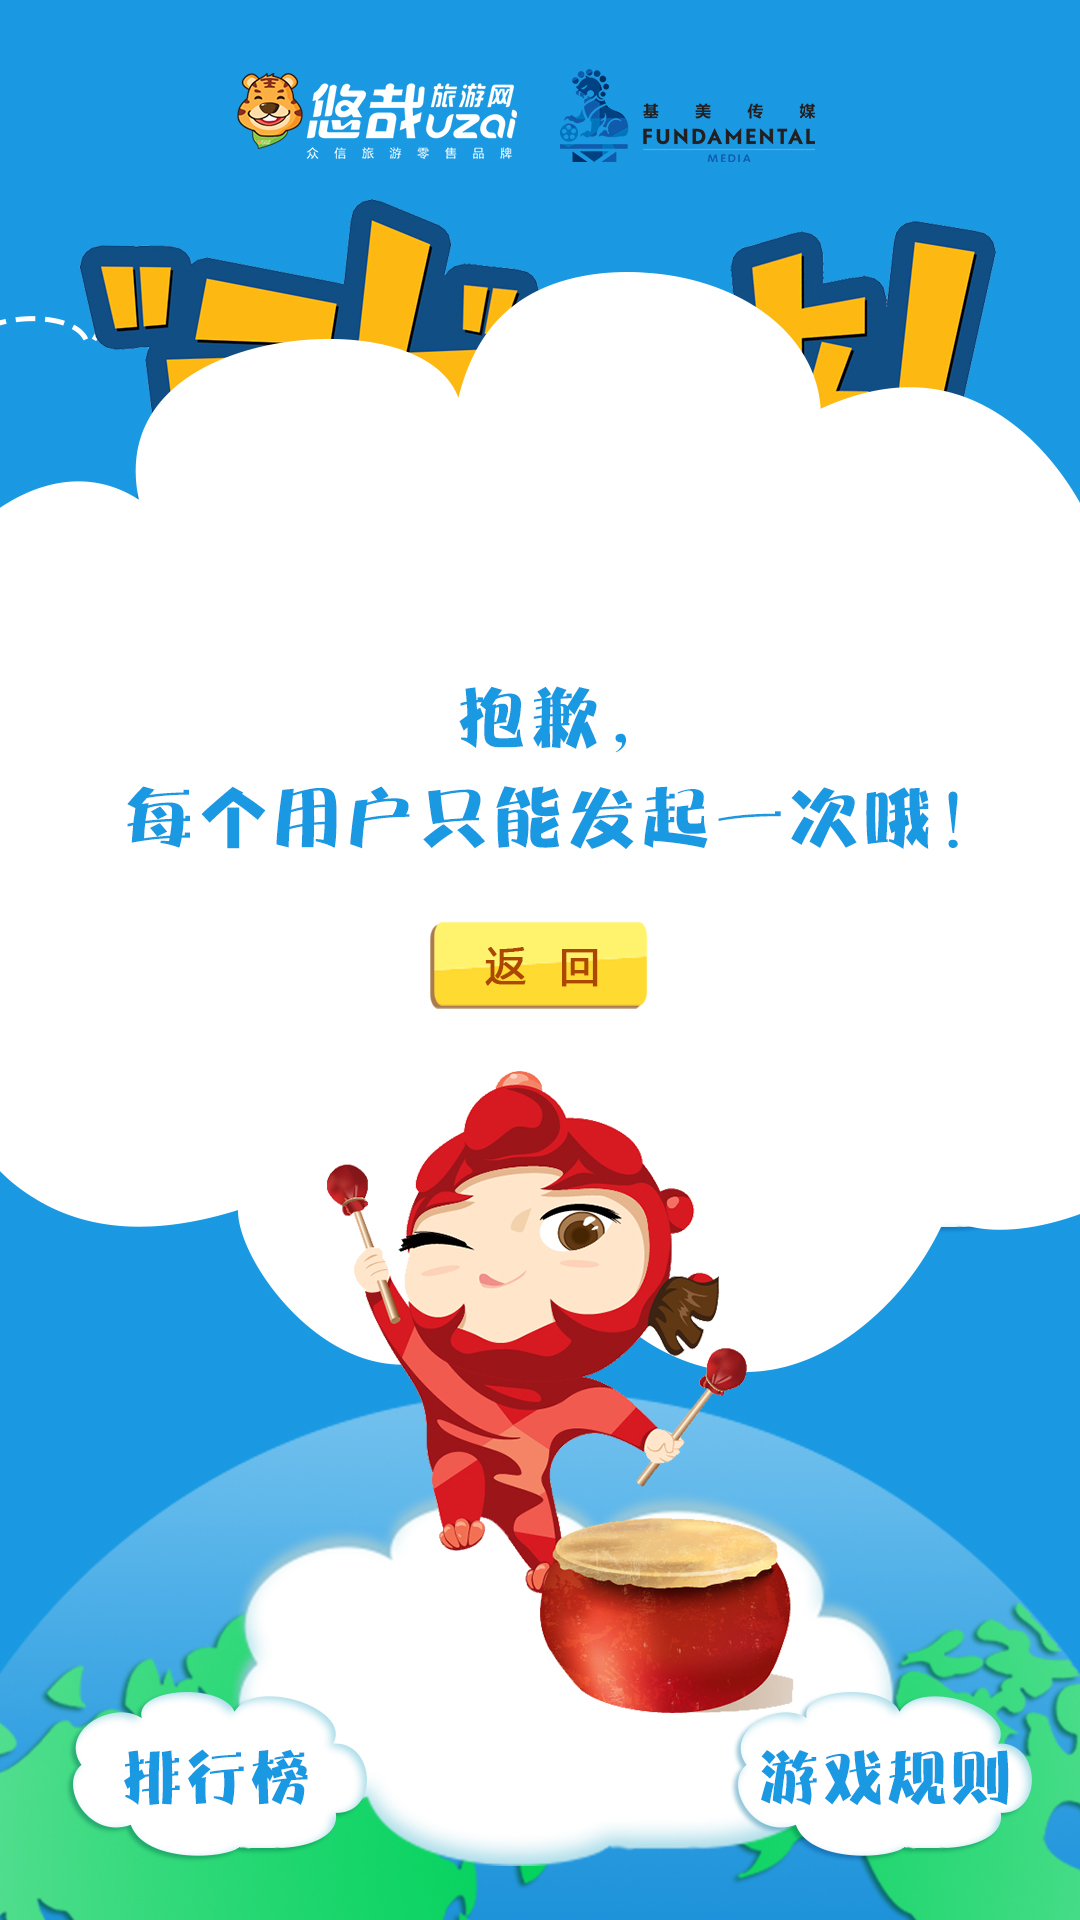 悠哉旅游网
uzai
众信旅游零售品牌
基美传媒
FUNDAMENTAL
MEDIA
抱歉，
每个用户只能发起一次哦！
返 回
排行榜
游戏规则